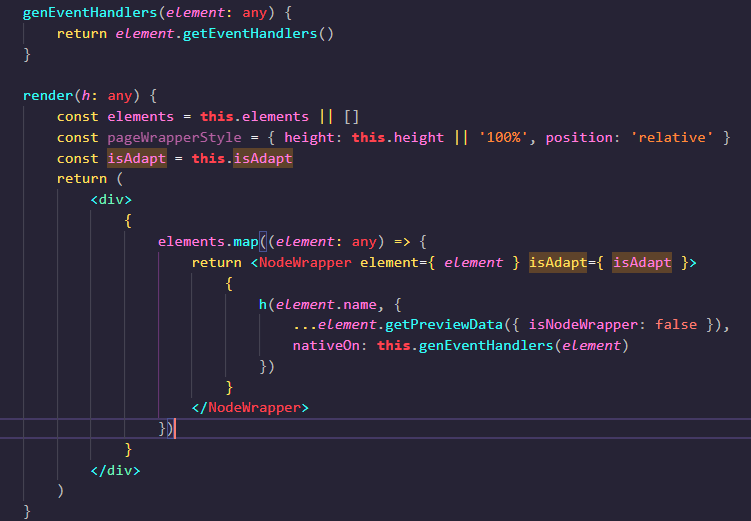 genEventHandlers(element: any) {
    return element.getEventHandlers()
}

render(h: any) {
    const elements = this.elements || []
    const pageWrapperStyle = { height: this.height || '100%', position: 'relative' }
    const isAdapt = this.isAdapt
    return (
        <div>
            {
                elements.map((element: any) => {
                    return <NodeWrapper element={ element } isAdapt={ isAdapt }>
                        {
                            h(element.name, {
                                ...element.getPreviewData({ isNodeWrapper: false }),
                                nativeOn: this.genEventHandlers(element)
                            })
                        }
                    </NodeWrapper>
                })
            }
        </div>
    )
}